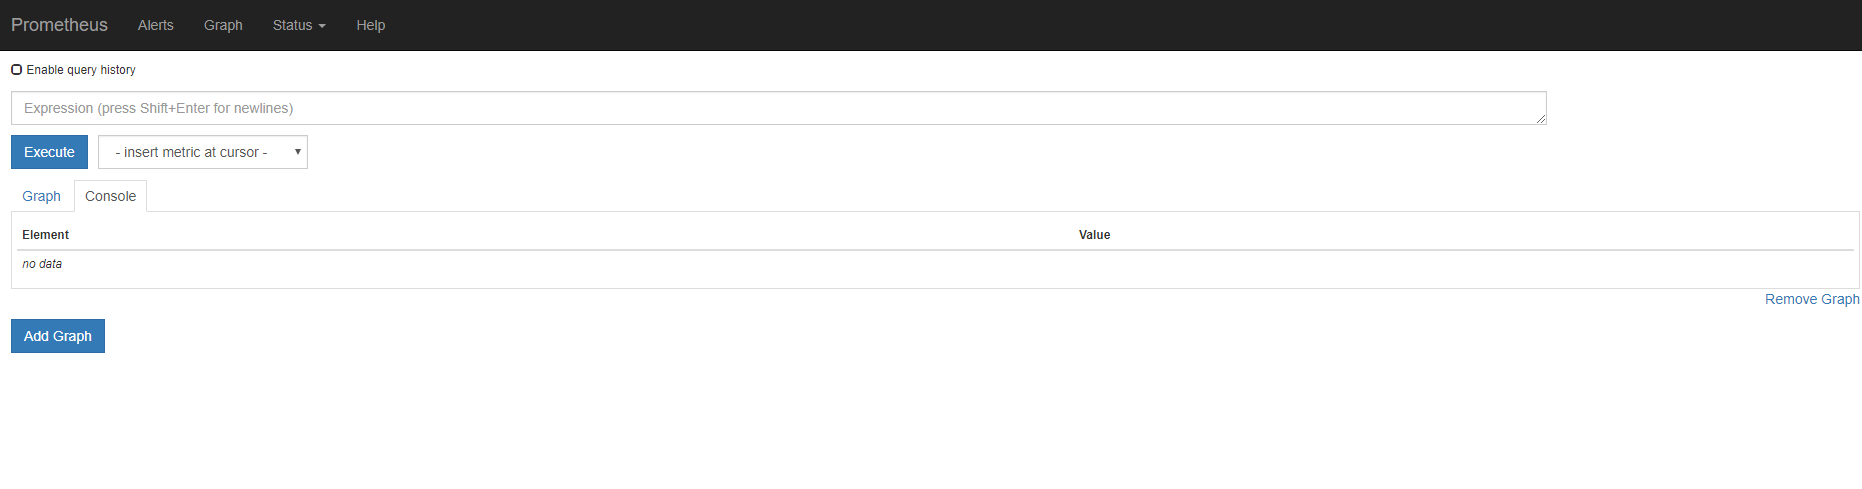 Prometheus Alerts Graph Status Help
Enable query history
Expression (press Shift+Enter for newlines)
Execute - insert metric at cursor -
Graph Console
Element Value
no data
Remove Graph
Add Graph